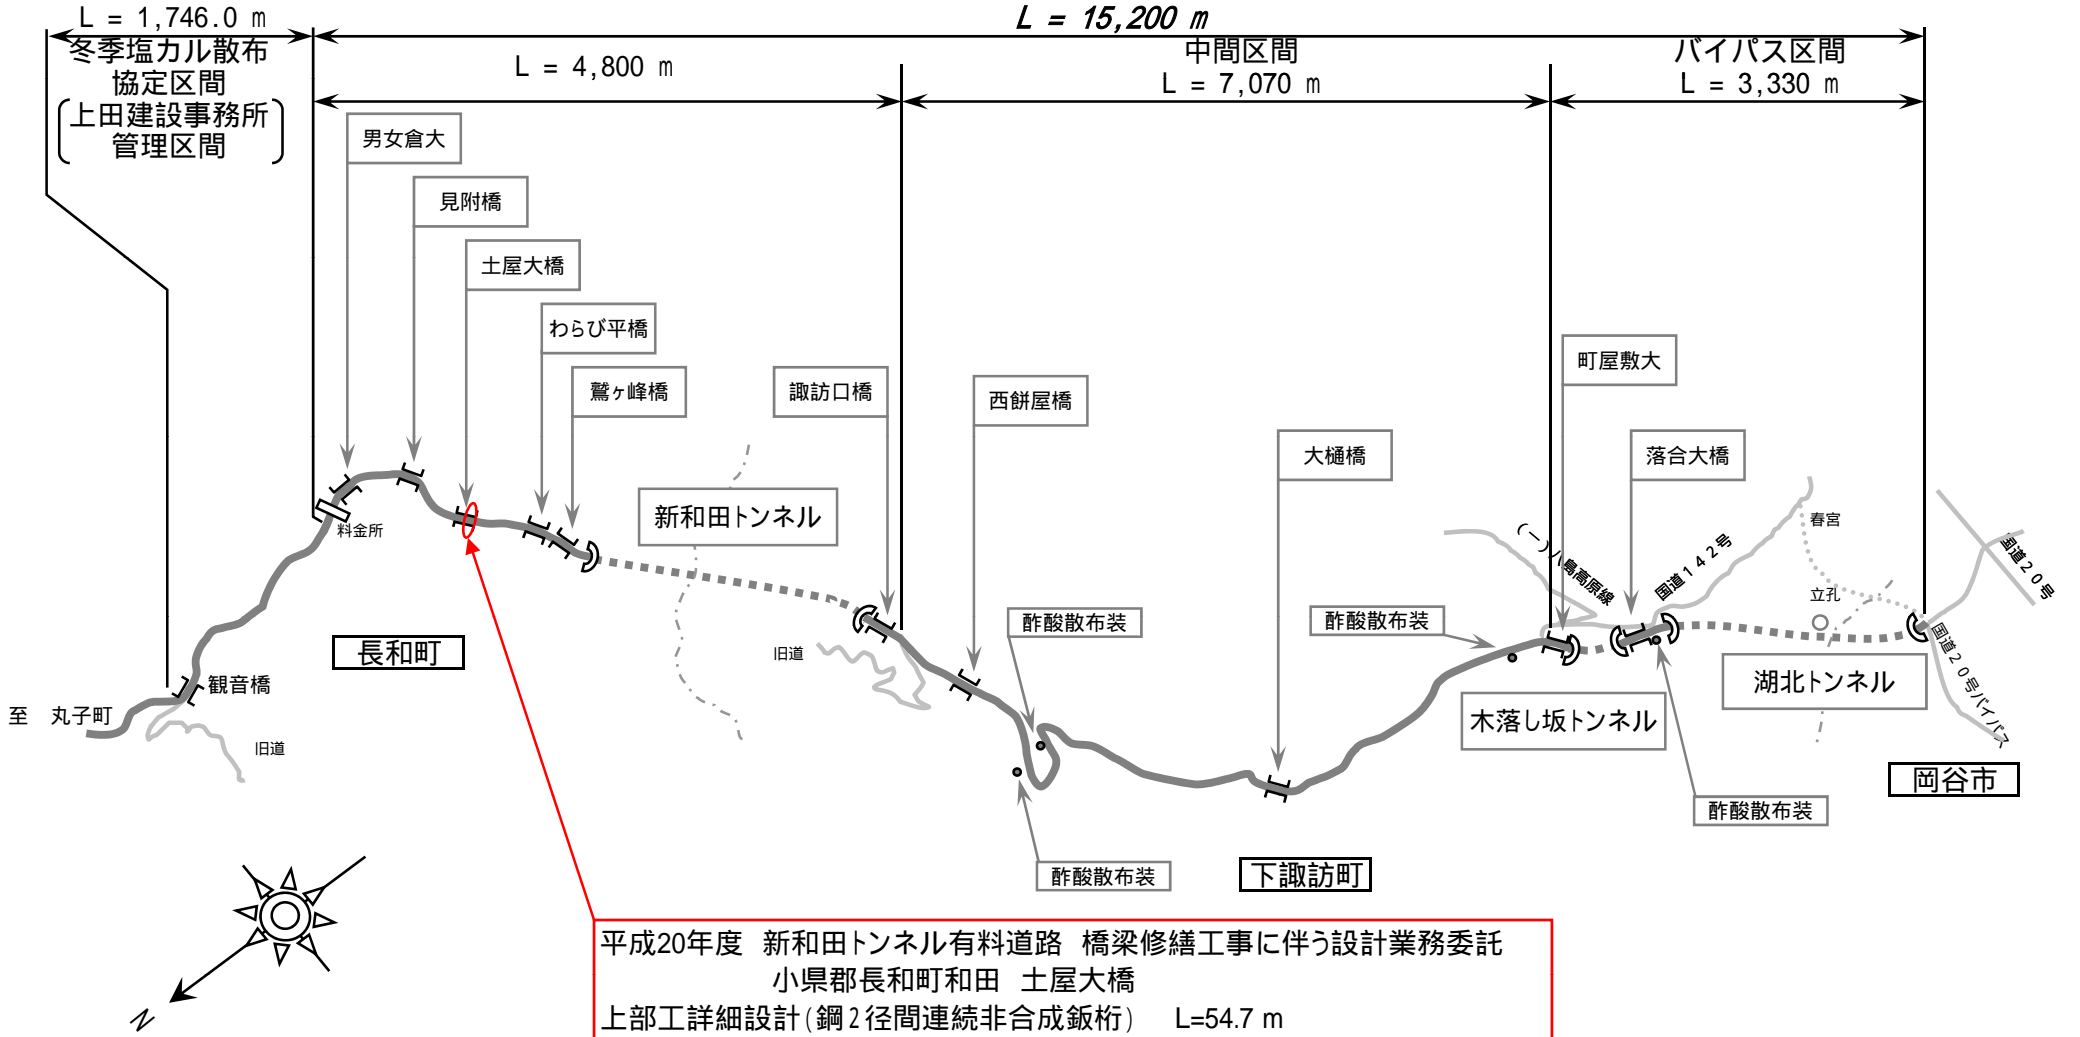 L = 1,746.0 m
L = 15,200 m
冬季塩カル散布
協定区間
上田建設事務所
管理区間
L = 4,800 m
中間区間
L = 7,070 m
バイパス区間
L = 3,330 m
男女倉大
見附橋
土屋大橋
わらび平橋
鷲ヶ峰橋
諏訪口橋
西餅屋橋
町屋敷大
大樋橋
落合大橋
新和田トンネル
料金所
(一)八島高原線
国道142号
春宮
国道20号
立孔
酢酸散布装
酢酸散布装
長和町
旧道
国道20号バイパス
観音橋
湖北トンネル
至 丸子町
木落し坂トンネル
旧道
岡谷市
酢酸散布装
酢酸散布装
下諏訪町
N
平成20年度 新和田トンネル有料道路 橋梁修繕工事に伴う設計業務委託
小県郡長和町和田 土屋大橋
上部工詳細設計(鋼2径間連続非合成鈑桁) L=54.7 m